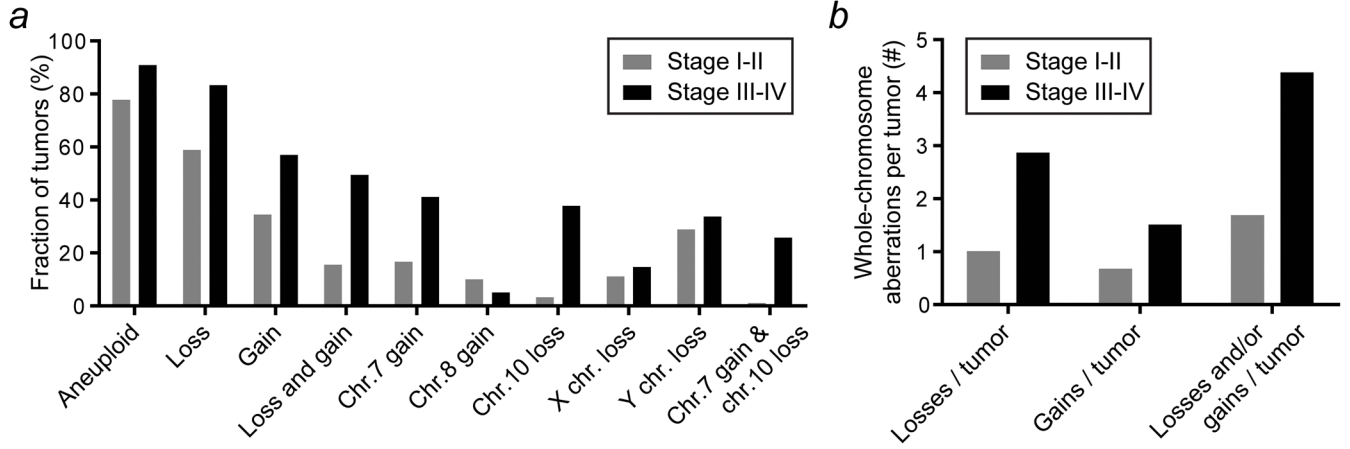 a
100
80
60
40
20
0
Fraction of tumors (%)
Stage I-II
Stage III-IV
Aneuploid
Loss
Gain
Loss and gain
Chr.7 gain
Chr.8 gain
Chr.10 loss
X chr. loss
Y chr. loss
Chr.7 gain &
chr.10 loss
b
5
4
3
2
1
0
Whole-chromosome
aberrations per tumor (#)
Stage I-II
Stage III-IV
Losses / tumor
Gains / tumor
Losses and/or
gains / tumor